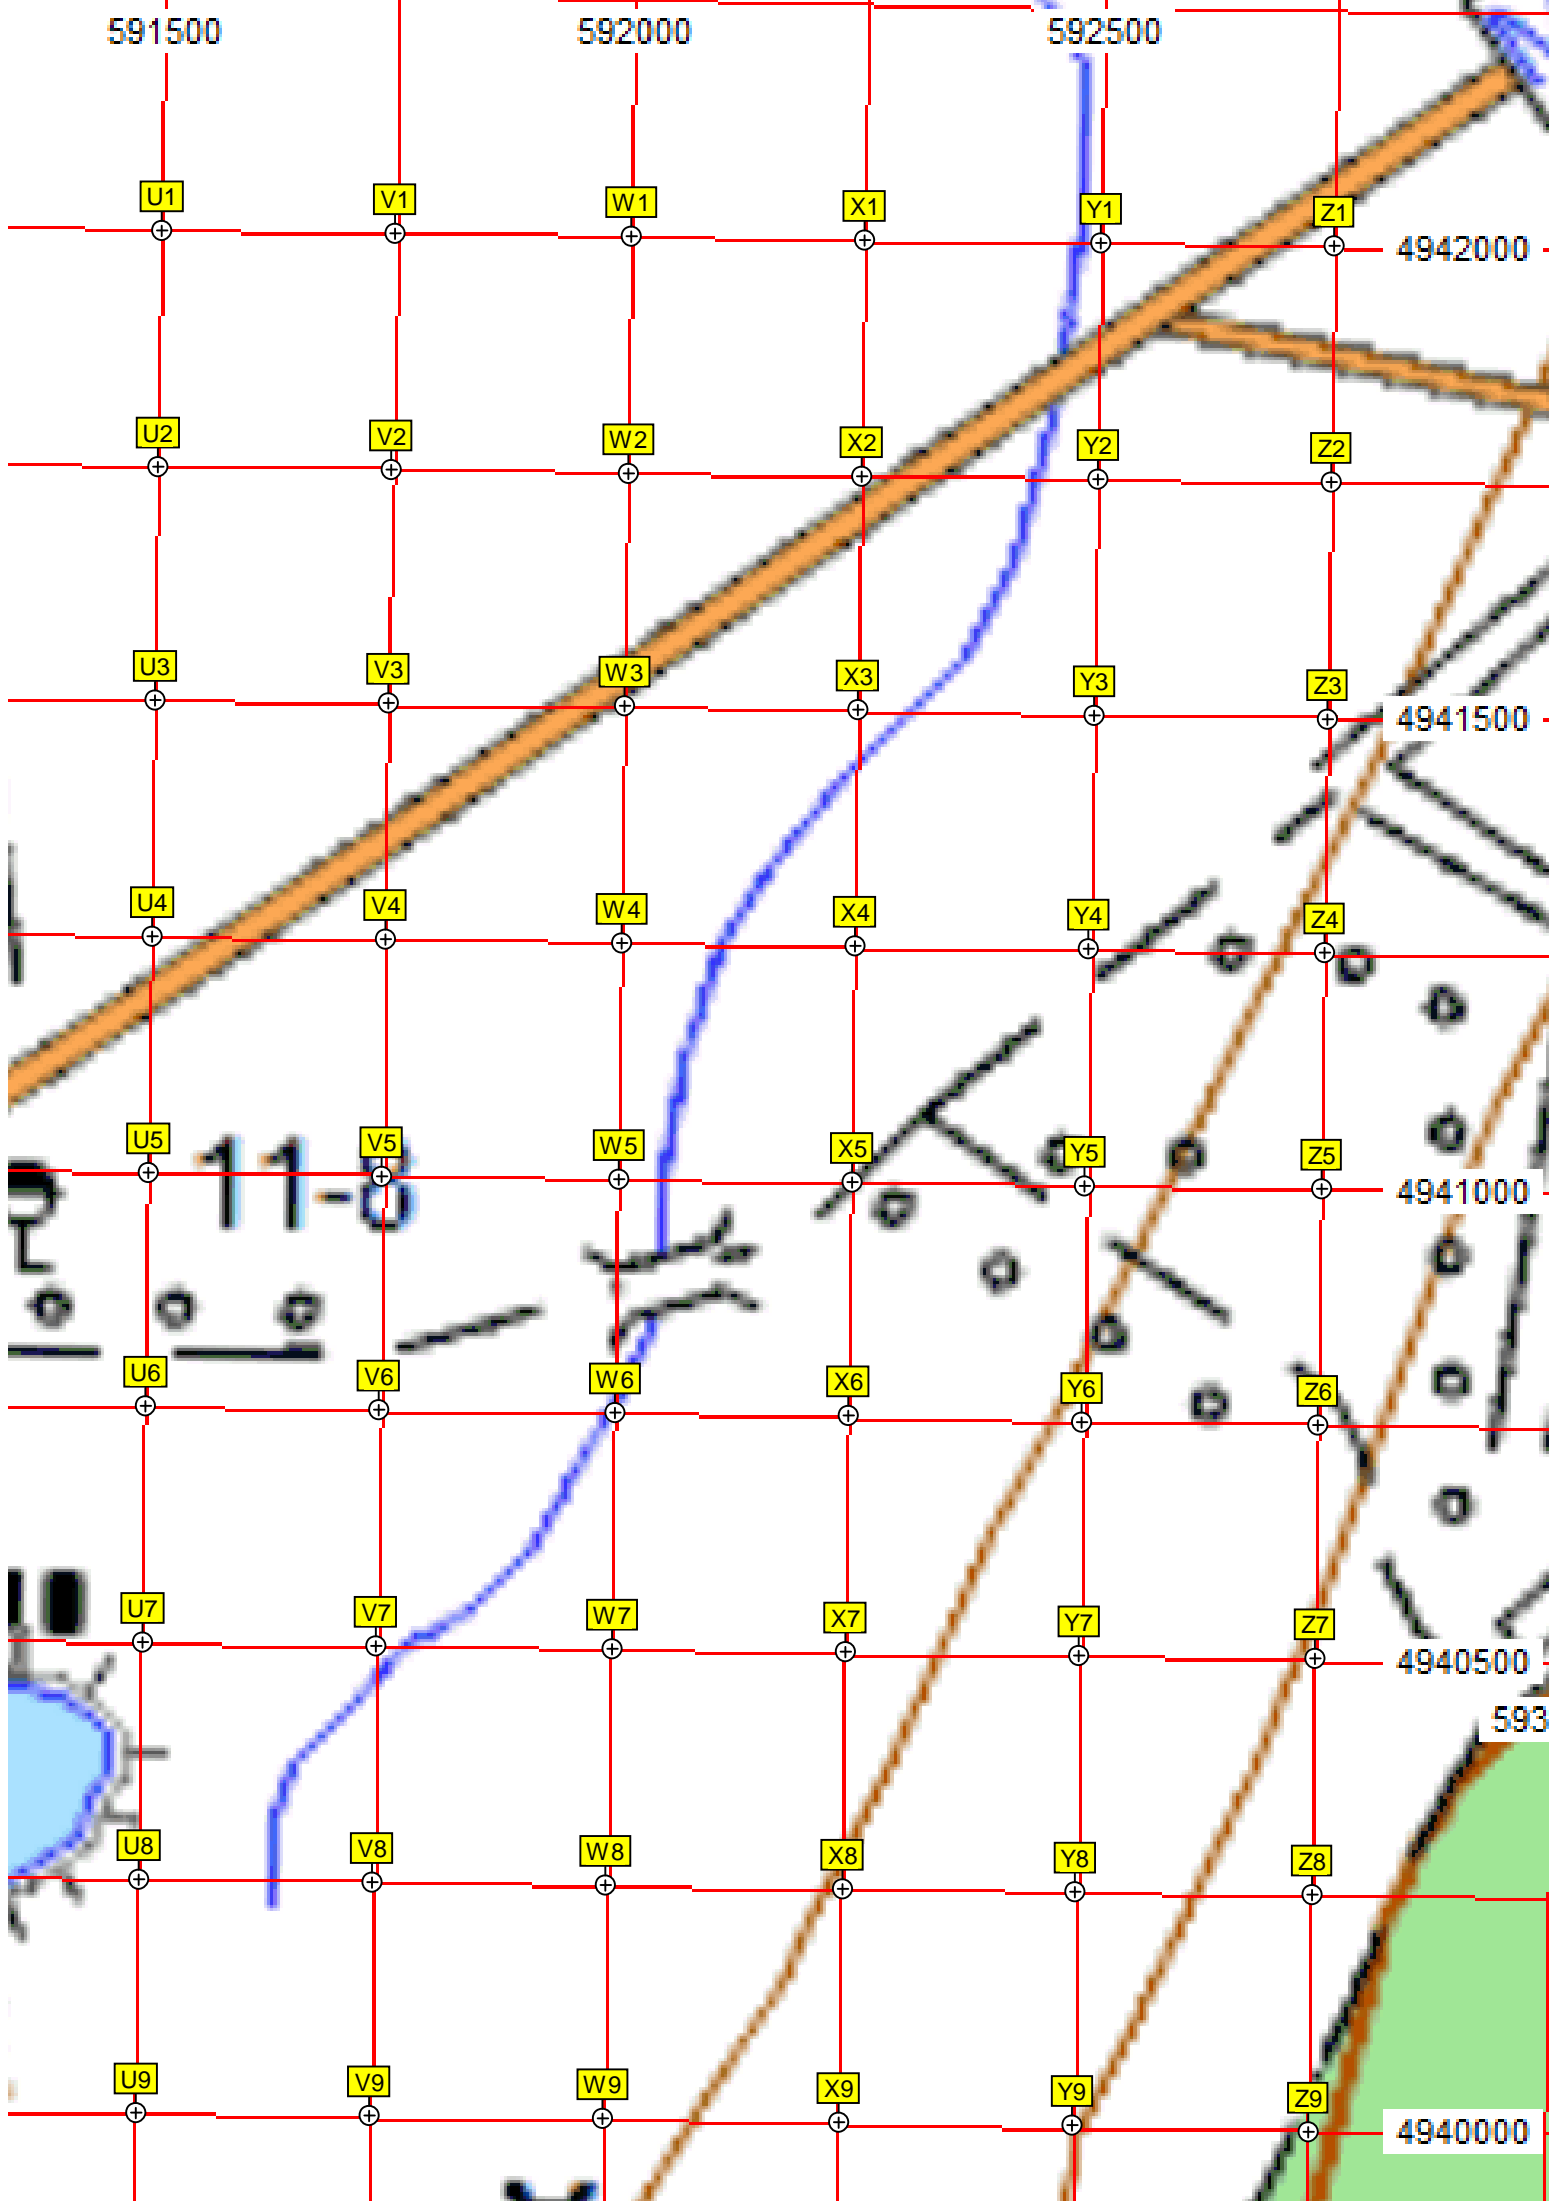 591500 592000 592500
U1 V1 W1 X1 Y1 Z1
4942000
U2 V2 W2 X2 Y2 Z2
U3 V3 W3 X3 Y3 Z3
4941500
U4 V4 W4 X4 Y4 Z4
U5 V5 W5 X5 Y5 Z5
11-8
4941000
U6 V6 W6 X6 Y6 Z6
U7 V7 W7 X7 Y7 Z7
4940500
593
U8 V8 W8 X8 Y8 Z8
U9 V9 W9 X9 Y9 Z9
4940000